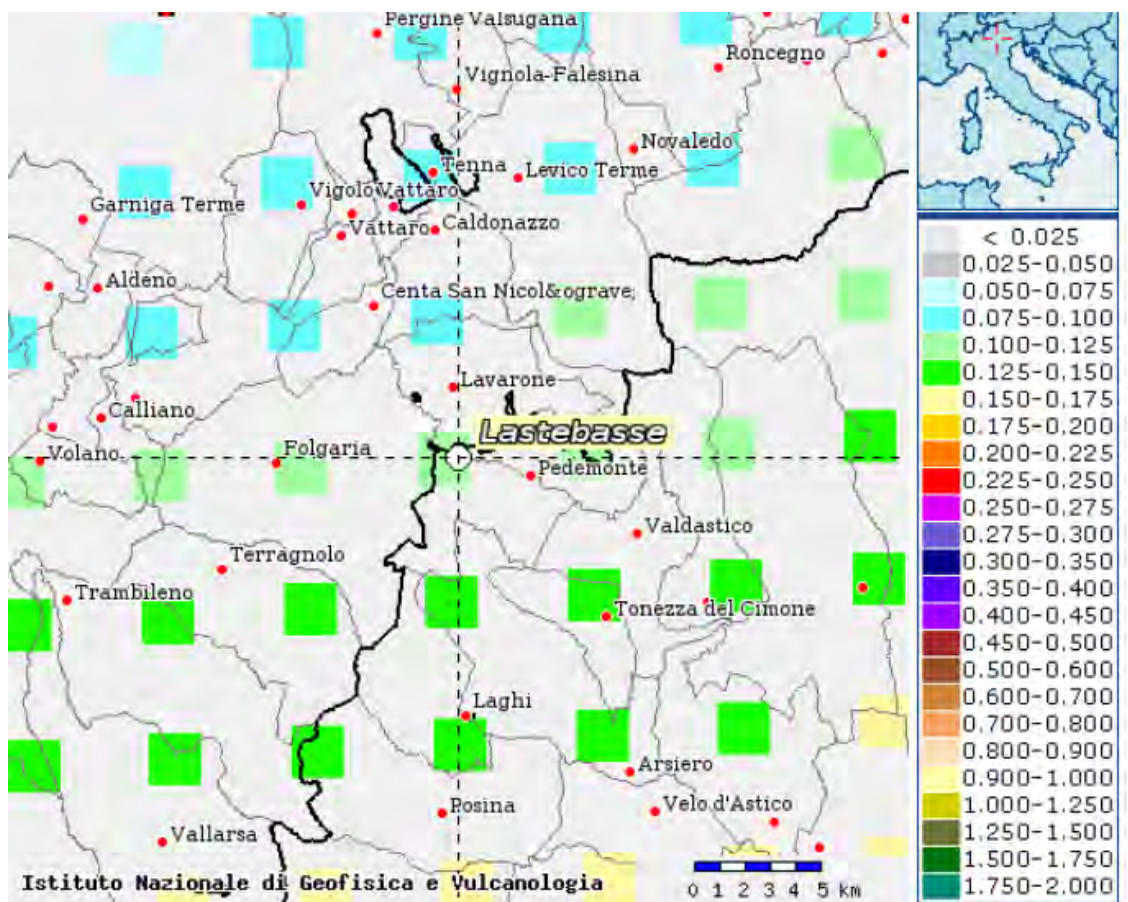 Pergine Valsugana
Roncegno
Vignola-Falesina
Novaledo
Tenna
Levico Terme
Vigolo Vattaro
Garniga Terme
Vattaro
Caldonazzo
Aldeno
Centa San Nicol&ograve;
Lavarone
Calliano
Lastebasse
Folgaria
Volano
Pedemonte
Valdastico
Terragnolo
Trambileno
Tonezza del Cimone
Laghi
Arsiero
Posina
Velo d'Astico
Vallarsa
Istituto Nazionale di Geofisica e Vulcanologia
0 1 2 3 4 5 km
< 0.025
0.025-0.050
0.050-0.075
0.075-0.100
0.100-0.125
0.125-0.150
0.150-0.175
0.175-0.200
0.200-0.225
0.225-0.250
0.250-0.275
0.275-0.300
0.300-0.350
0.350-0.400
0.400-0.450
0.450-0.500
0.500-0.600
0.600-0.700
0.700-0.800
0.800-0.900
0.900-1.000
1.000-1.250
1.250-1.500
1.500-1.750
1.750-2.000